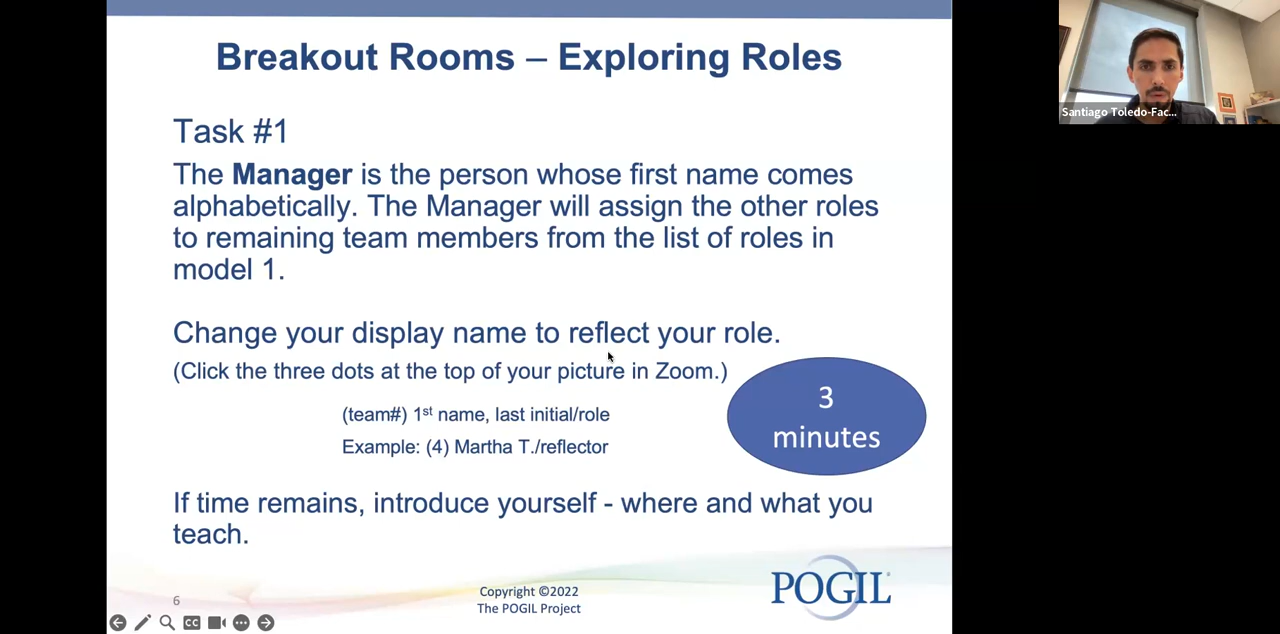 Breakout Rooms – Exploring Roles
Task #1
The Manager is the person whose first name comes
alphabetically. The Manager will assign the other roles
to remaining team members from the list of roles in
model 1.
Change your display name to reflect your role.
(Click the three dots at the top of your picture in Zoom.)
(team#) 1st name, last initial/role
Example: (4) Martha T./reflector
3
minutes
If time remains, introduce yourself - where and what you
teach.
6
Copyright ©2022
The POGIL Project
POGIL®
CC
Santiago Toledo-Fac...